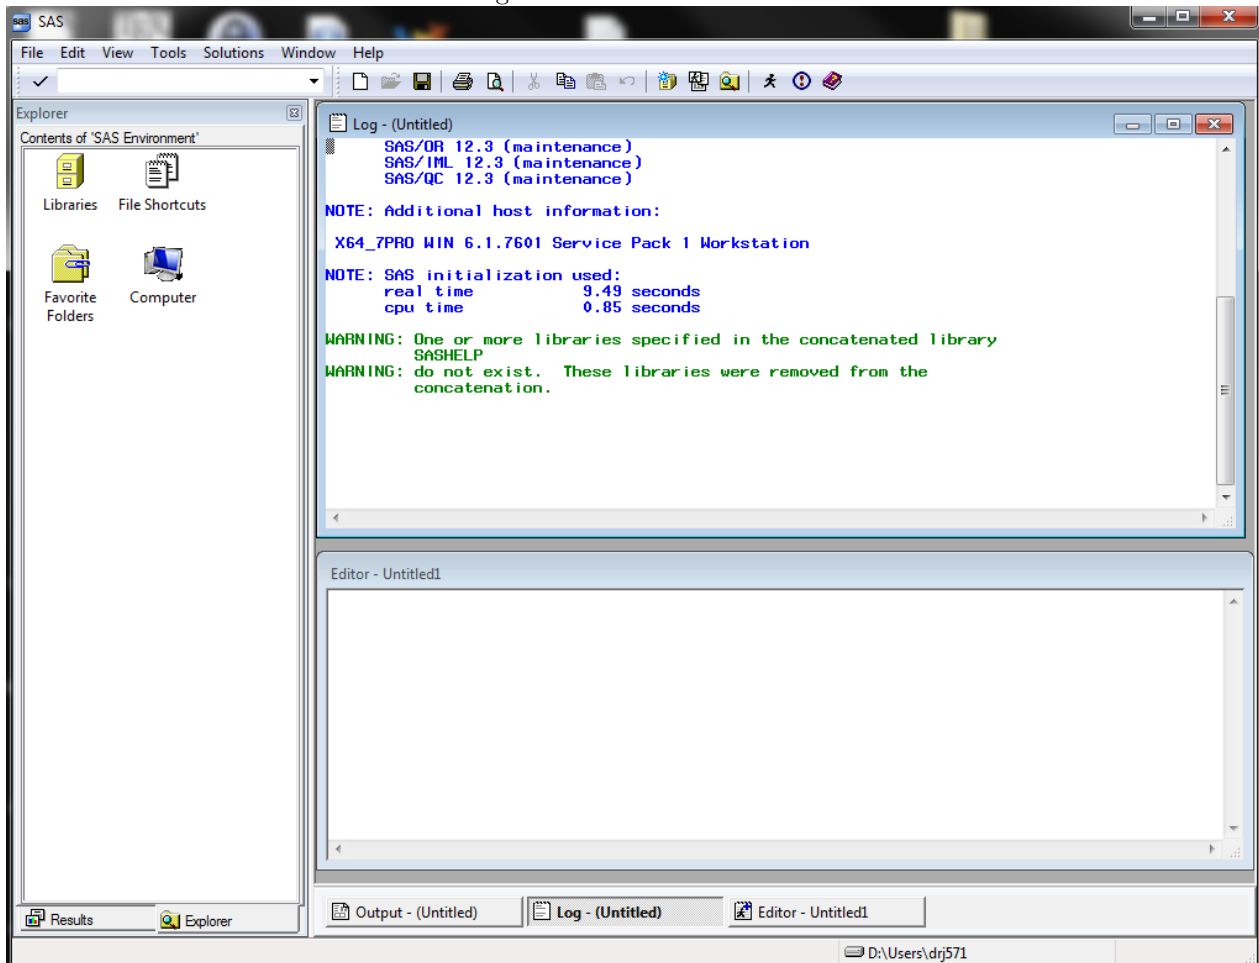 sas SAS
File Edit View Tools Solutions Window Help
Explorer
Contents of 'SAS Environment'
Libraries
File Shortcuts
Favorite
Folders
Computer
Log - (Untitled)
SAS/OR 12.3 (maintenance)
SAS/IML 12.3 (maintenance)
SAS/QC 12.3 (maintenance)
NOTE: Additional host information:
X64_7PRO WIN 6.1.7601 Service Pack 1 Workstation
NOTE: SAS initialization used:
real time 9.49 seconds
cpu time 0.85 seconds
WARNING: One or more libraries specified in the concatenated library
SASHELP
WARNING: do not exist. These libraries were removed from the
concatenation.
Editor - Untitled1
Results
Explorer
Output - (Untitled)
Log - (Untitled)
Editor - Untitled1
D:\Users\drj571